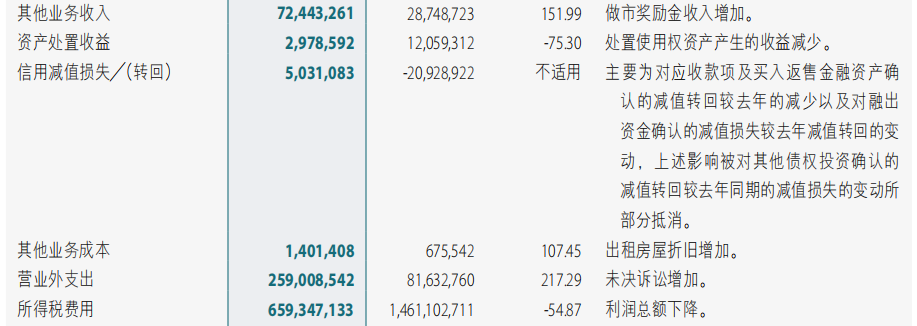 其他业务收入 72,443,261 28,748,723 151.99 做市奖励金收入增加。
资产处置收益 2,978,592 12,059,312 -75.30 处置使用权资产产生的收益减少。
信用减值损失╱(转回) 5,031,083 -20,928,922 不适用 主要为对应收款项及买入返售金融资产确
认的减值转回较去年的减少以及对融出
资金确认的减值损失较去年减值转回的变
动，上述影响被对其他债权投资确认的
减值转回较去年同期的减值损失的变动所
部分抵消。
其他业务成本 1,401,408 675,542 107.45 出租房屋折旧增加。
营业外支出 259,008,542 81,632,760 217.29 未决诉讼增加。
所得税费用 659,347,133 1,461,102,711 -54.87 利润总额下降。